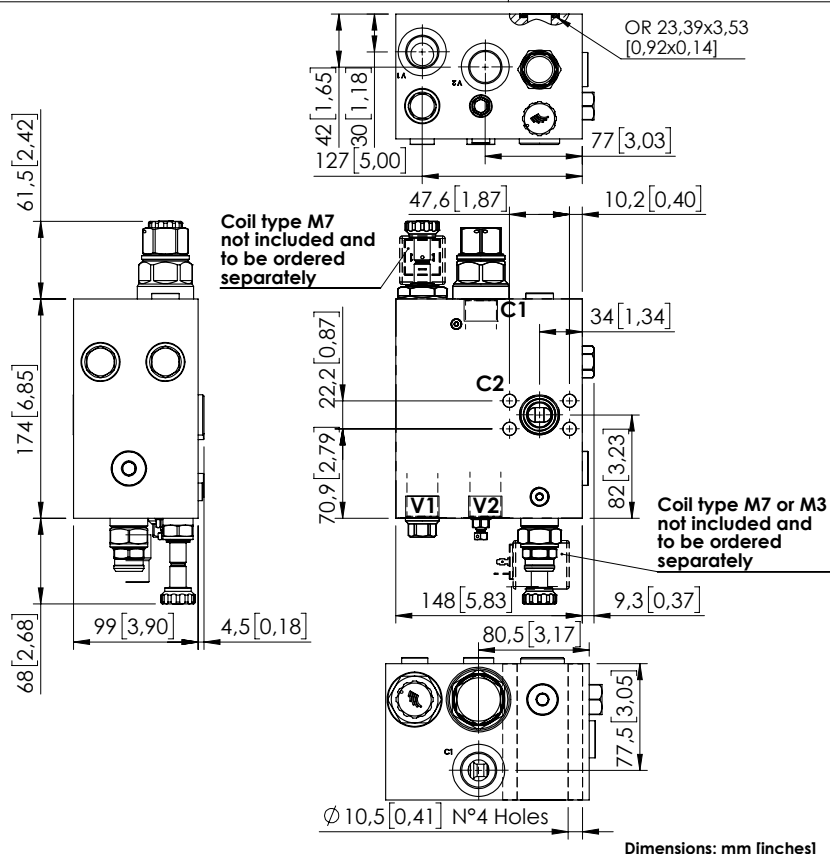 OR 23,39x3,53
[0,92x0,14]
V1
V2
42[1,65]
30[1,18]
127[5,00]
77[3,03]
61,5[2,42]
174[6,85]
68[2,68]
99[3,90]
4,5[0,18]
Coil type M7
not included and
to be ordered
separately
47,6[1,87]
10,2[0,40]
C1
34[1,34]
22,2[0,87]
C2
70,9[2,79]
82[3,23]
V1
V2
Coil type M7 or M3
not included and
to be ordered
separately
148[5,83]
9,3[0,37]
80,5[3,17]
C1
77,5[3,05]
Ø10,5[0,41] N°4 Holes
Dimensions: mm [inches]